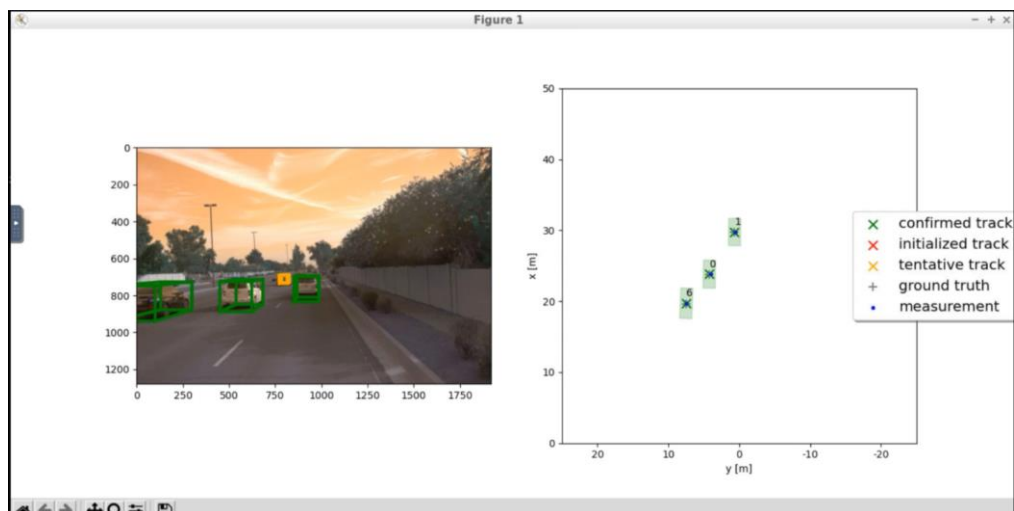 Figure 1
0
200
400
600
800
1000
1200
0 250 500 750 1000 1250 1500 1750
x [m]
50
40
30
20
10
0
1
0
6
20 10 0 -10 -20
y [m]
confirmed track
initialized track
tentative track
ground truth
measurement